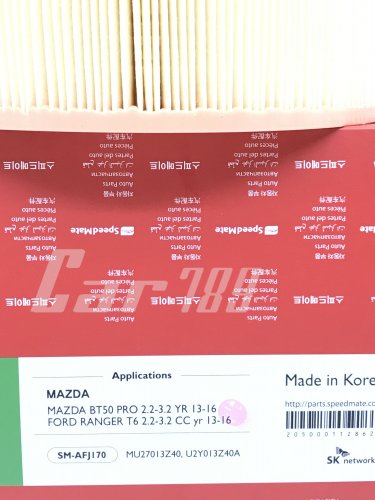 SpeedMate
스피드메이트
Auto Parts
자동차 부품
汽车配件
Автозапчасти
Partes del auto
Pièces auto
Car789
Applications
MAZDA
MAZDA BT50 PRO 2.2-3.2 YR 13-16
FORD RANGER T6 2.2-3.2 CC yr 13-16
SM-AFJ170
MU27013Z40, U2Y013Z40A
Made in Kore
http://parts.speedmate.
2050001128862
SK network